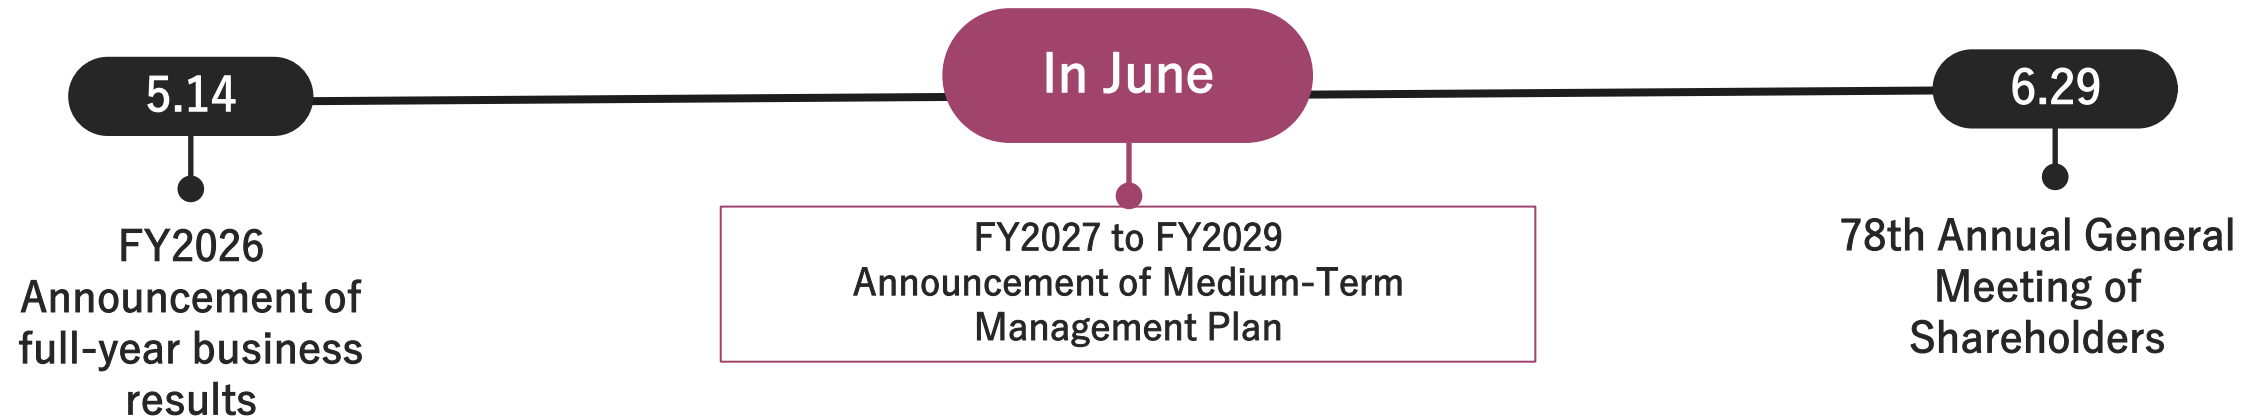 5.14
FY2026
Announcement of
full-year business
results
In June
FY2027 to FY2029
Announcement of Medium-Term
Management Plan
6.29
78th Annual General
Meeting of
Shareholders